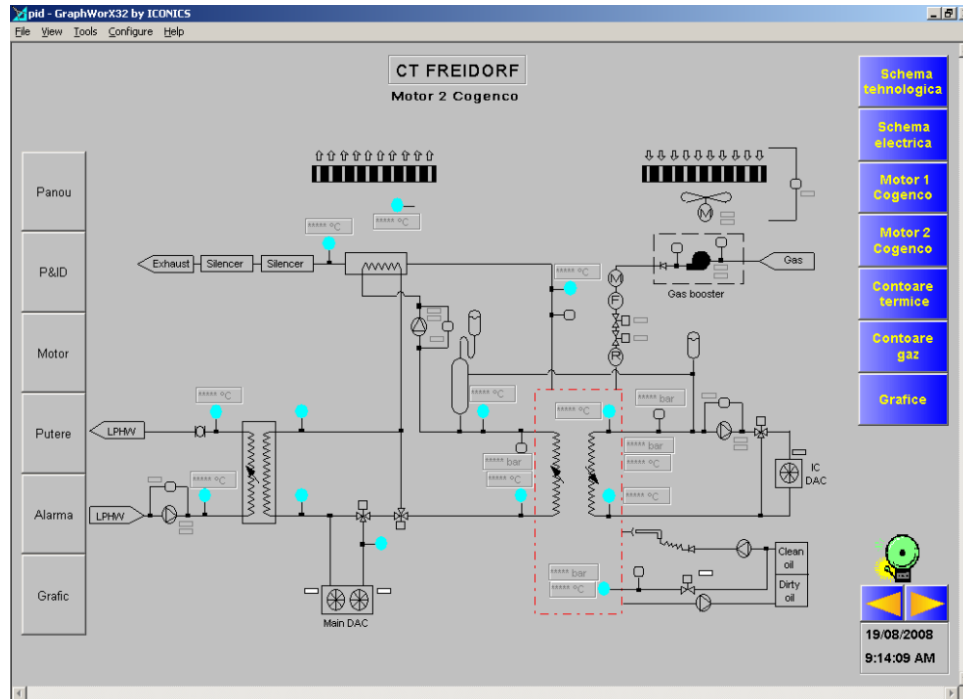 pid - GraphWorX32 by ICONICS
File View Tools Configure Help
CT FREIDORF
Motor 2 Cogenco
Schema
tehnologica
Schema
electrica
Motor 1
Cogenco
Motor 2
Cogenco
Contoare
termice
Contoare
gaz
Grafice
Panou
P&ID
Motor
Putere
Alarma
Grafic
***** °C
***** °C
M
Exhaust
Silencer
Silencer
Gas
Gas booster
***** °C
M
F
R
***** °C
***** °C
***** °C
***** bar
LPHW
***** bar
***** °C
***** bar
***** °C
***** °C
***** °C
LPHW
IC
DAC
Main DAC
Clean
oil
Dirty
oil
***** bar
***** °C
19/08/2008
9:14:09 AM